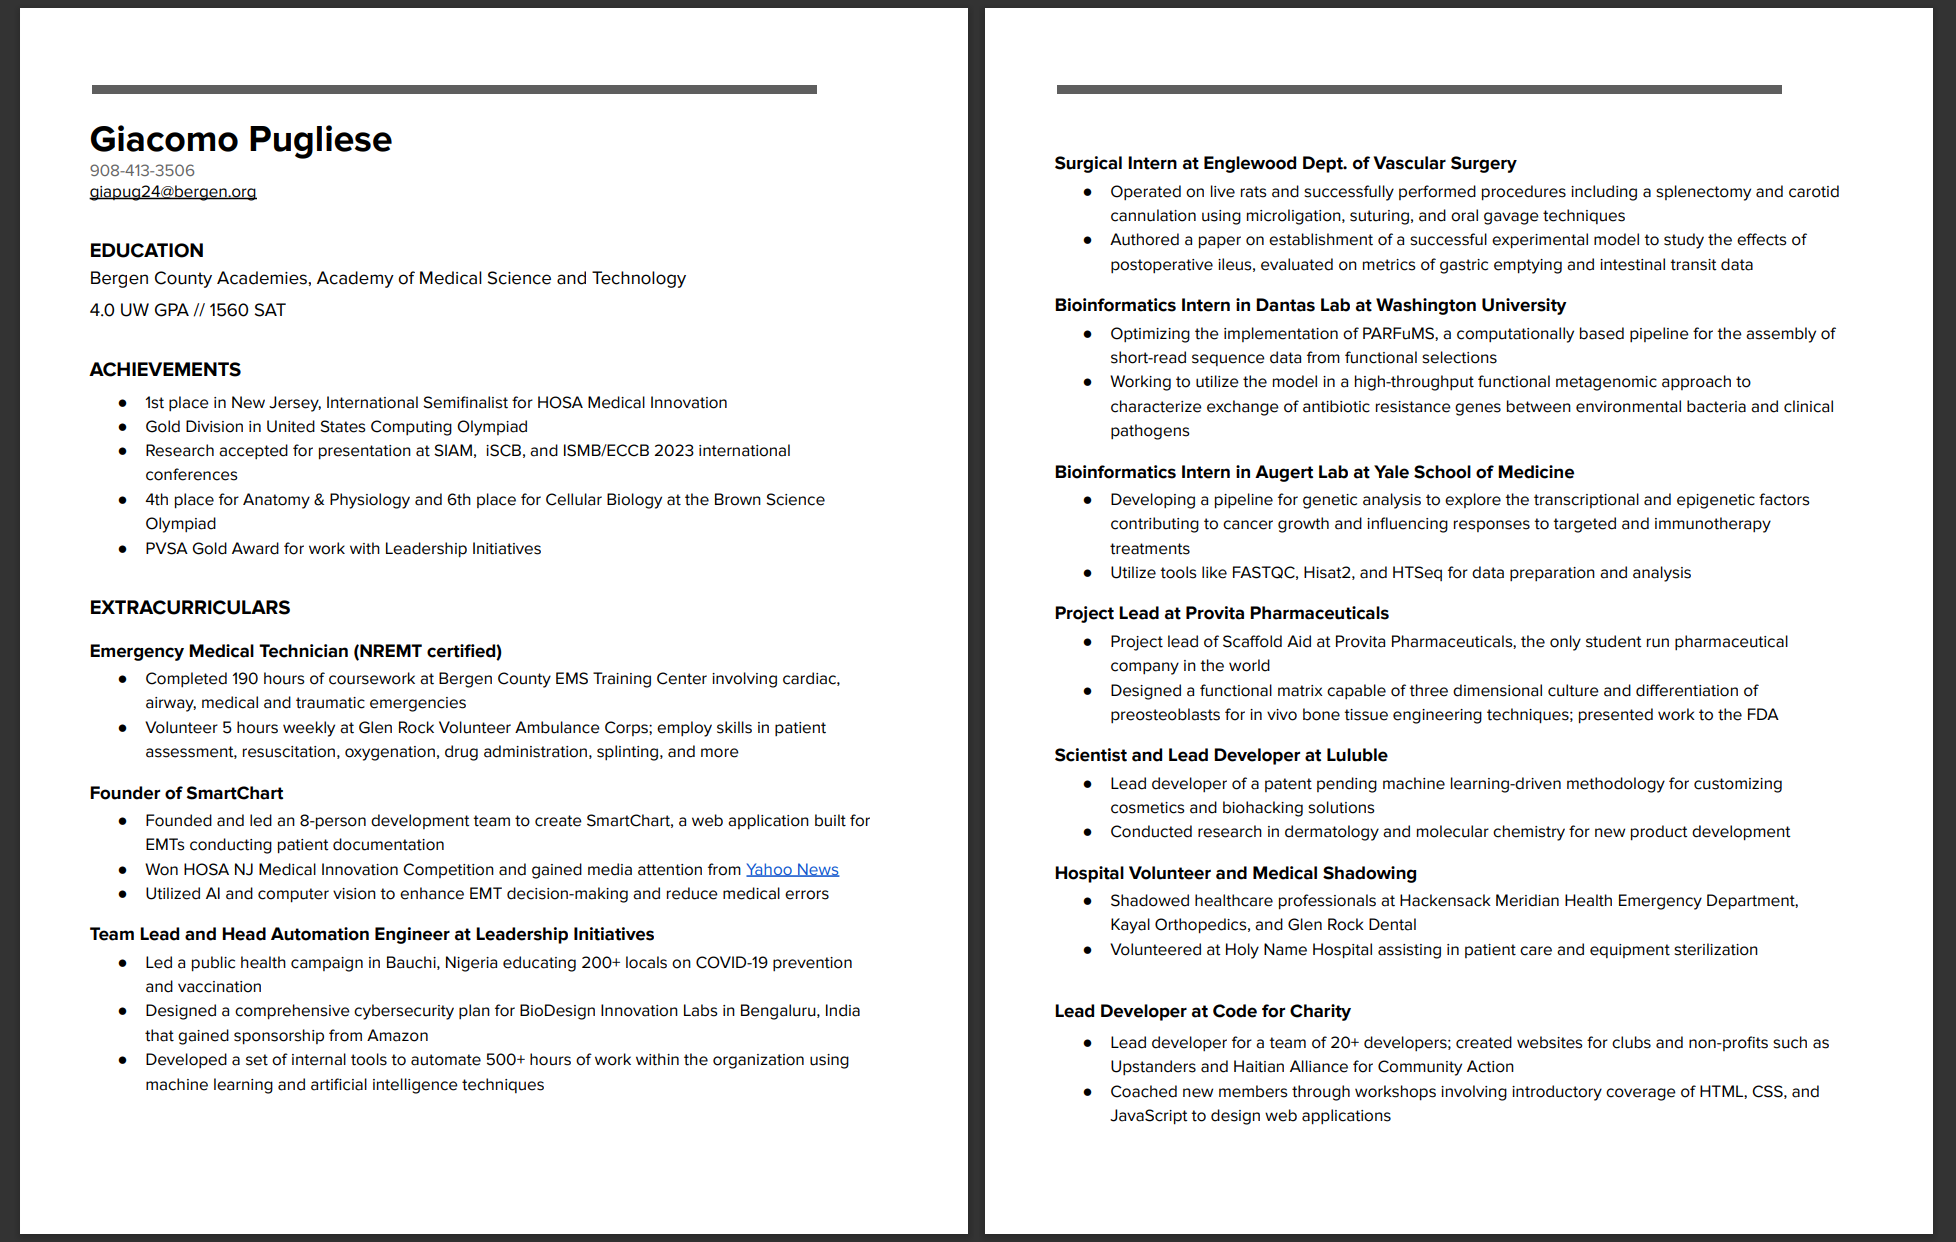 Giacomo Pugliese
908-413-3506
giapug24@bergen.org
EDUCATION
Bergen County Academies, Academy of Medical Science and Technology
4.0 UW GPA // 1560 SAT
ACHIEVEMENTS
● 1st place in New Jersey, International Semifinalist for HOSA Medical Innovation
● Gold Division in United States Computing Olympiad
● Research accepted for presentation at SIAM,  iSCB, and ISMB/ECCB 2023 international
conferences
● 4th place for Anatomy & Physiology and 6th place for Cellular Biology at the Brown Science
Olympiad
● PVSA Gold Award for work with Leadership Initiatives
EXTRACURRICULARS
Emergency Medical Technician (NREMT certified)
● Completed 190 hours of coursework at Bergen County EMS Training Center involving cardiac,
airway, medical and traumatic emergencies
● Volunteer 5 hours weekly at Glen Rock Volunteer Ambulance Corps; employ skills in patient
assessment, resuscitation, oxygenation, drug administration, splinting, and more
Founder of SmartChart
● Founded and led an 8-person development team to create SmartChart, a web application built for
EMTs conducting patient documentation
● Won HOSA NJ Medical Innovation Competition and gained media attention from Yahoo News
● Utilized AI and computer vision to enhance EMT decision-making and reduce medical errors
Team Lead and Head Automation Engineer at Leadership Initiatives
● Led a public health campaign in Bauchi, Nigeria educating 200+ locals on COVID-19 prevention
and vaccination
● Designed a comprehensive cybersecurity plan for BioDesign Innovation Labs in Bengaluru, India
that gained sponsorship from Amazon
● Developed a set of internal tools to automate 500+ hours of work within the organization using
machine learning and artificial intelligence techniques
Surgical Intern at Englewood Dept. of Vascular Surgery
● Operated on live rats and successfully performed procedures including a splenectomy and carotid
cannulation using microligation, suturing, and oral gavage techniques
● Authored a paper on establishment of a successful experimental model to study the effects of
postoperative ileus, evaluated on metrics of gastric emptying and intestinal transit data
Bioinformatics Intern in Dantas Lab at Washington University
● Optimizing the implementation of PARFuMS, a computationally based pipeline for the assembly of
short-read sequence data from functional selections
● Working to utilize the model in a high-throughput functional metagenomic approach to
characterize exchange of antibiotic resistance genes between environmental bacteria and clinical
pathogens
Bioinformatics Intern in Augert Lab at Yale School of Medicine
● Developing a pipeline for genetic analysis to explore the transcriptional and epigenetic factors
contributing to cancer growth and influencing responses to targeted and immunotherapy
treatments
● Utilize tools like FASTQC, Hisat2, and HTSeq for data preparation and analysis
Project Lead at Provita Pharmaceuticals
● Project lead of Scaffold Aid at Provita Pharmaceuticals, the only student run pharmaceutical
company in the world
● Designed a functional matrix capable of three dimensional culture and differentiation of
preosteoblasts for in vivo bone tissue engineering techniques; presented work to the FDA
Scientist and Lead Developer at Luluble
● Lead developer of a patent pending machine learning-driven methodology for customizing
cosmetics and biohacking solutions
● Conducted research in dermatology and molecular chemistry for new product development
Hospital Volunteer and Medical Shadowing
● Shadowed healthcare professionals at Hackensack Meridian Health Emergency Department,
Kayal Orthopedics, and Glen Rock Dental
● Volunteered at Holy Name Hospital assisting in patient care and equipment sterilization
Lead Developer at Code for Charity
● Lead developer for a team of 20+ developers; created websites for clubs and non-profits such as
Upstanders and Haitian Alliance for Community Action
● Coached new members through workshops involving introductory coverage of HTML, CSS, and
JavaScript to design web applications